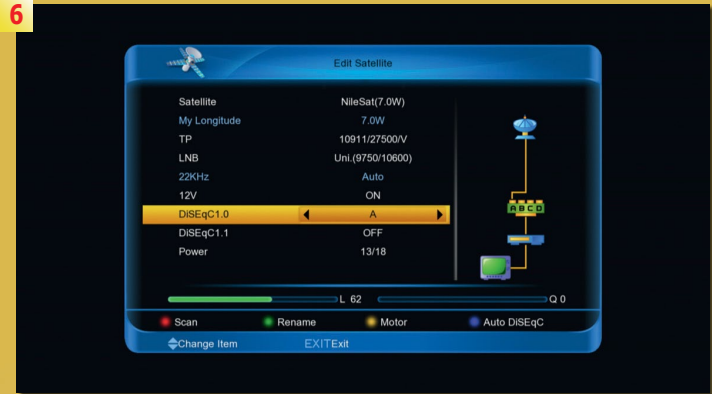 6
Edit Satellite
Satellite NileSat(7.0W)
My Longitude 7.0W
TP 10911/27500/V
LNB Uni.(9750/10600)
22KHz Auto
12V ON
DiSEqC1.0 A
DiSEqC1.1 OFF
Power 13/18
A B C D
L 62 Q 0
Scan Rename Motor Auto DiSEqC
Change Item EXIT Exit